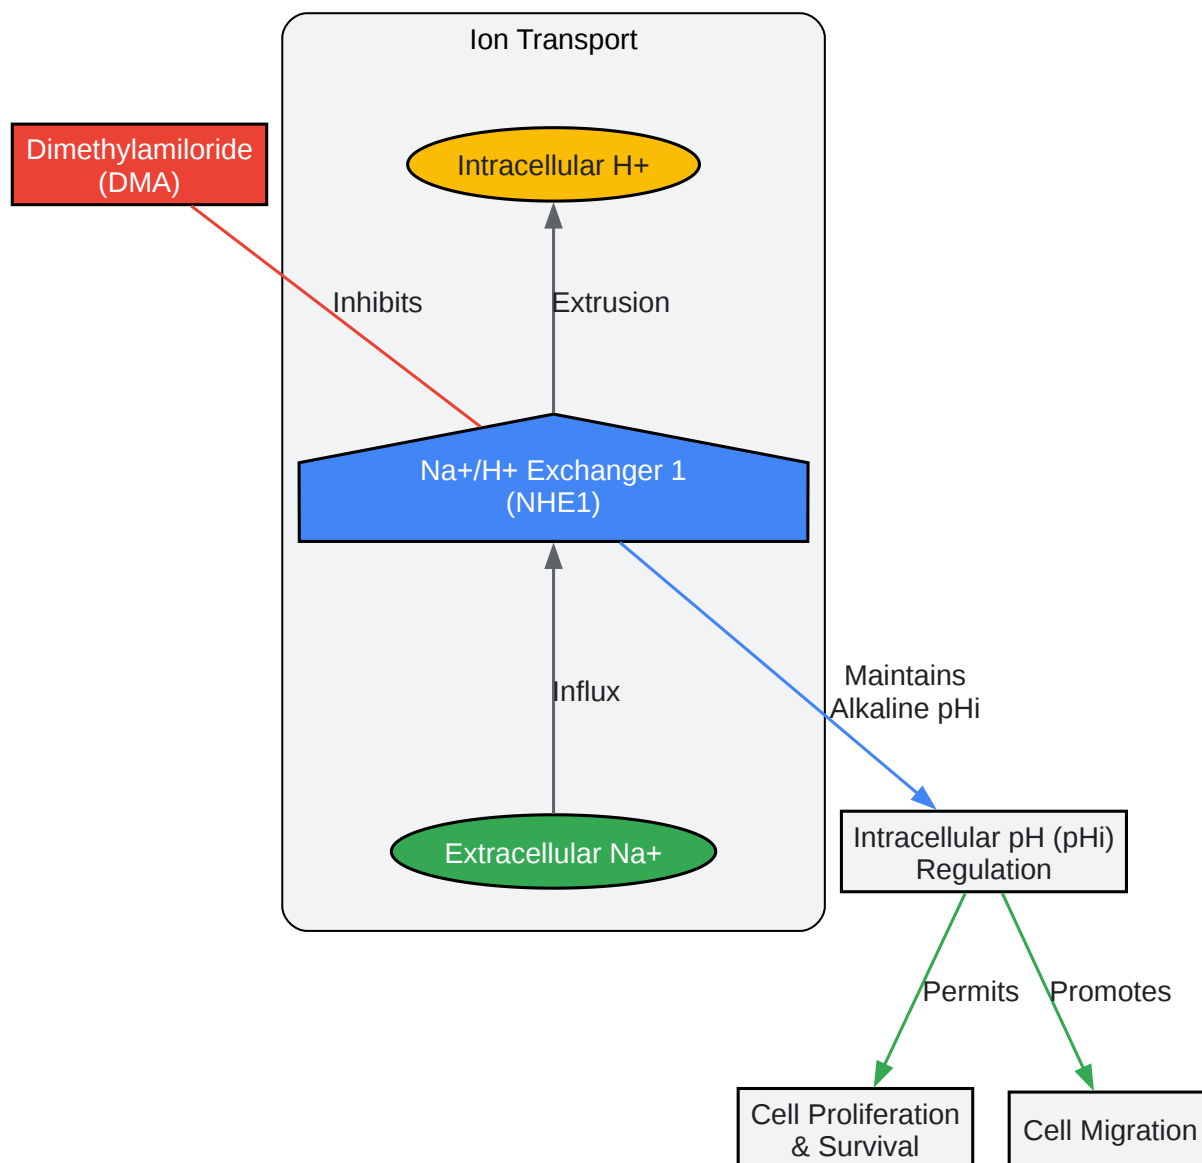 Ion Transport
Dimethylamiloride
(DMA)
Intracellular H+
Inhibits
Extrusion
Na+/H+ Exchanger 1
(NHE1)
Maintains
Alkaline pHi
Influx
Extracellular Na+
Intracellular pH (pHi)
Regulation
Permits
Promotes
Cell Proliferation
& Survival
Cell Migration